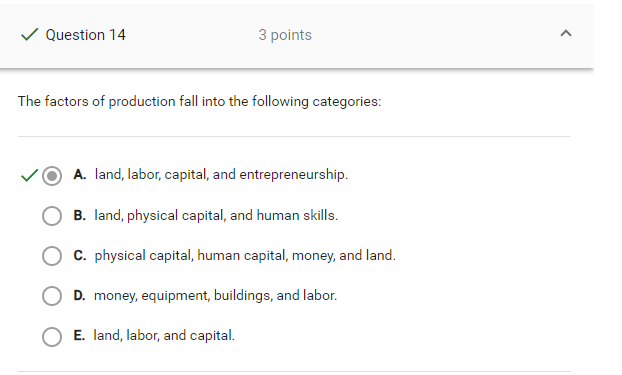 Question 14 3 points
The factors of production fall into the following categories:
A. land, labor, capital, and entrepreneurship.
B. land, physical capital, and human skills.
C. physical capital, human capital, money, and land.
D. money, equipment, buildings, and labor.
E. land, labor, and capital.